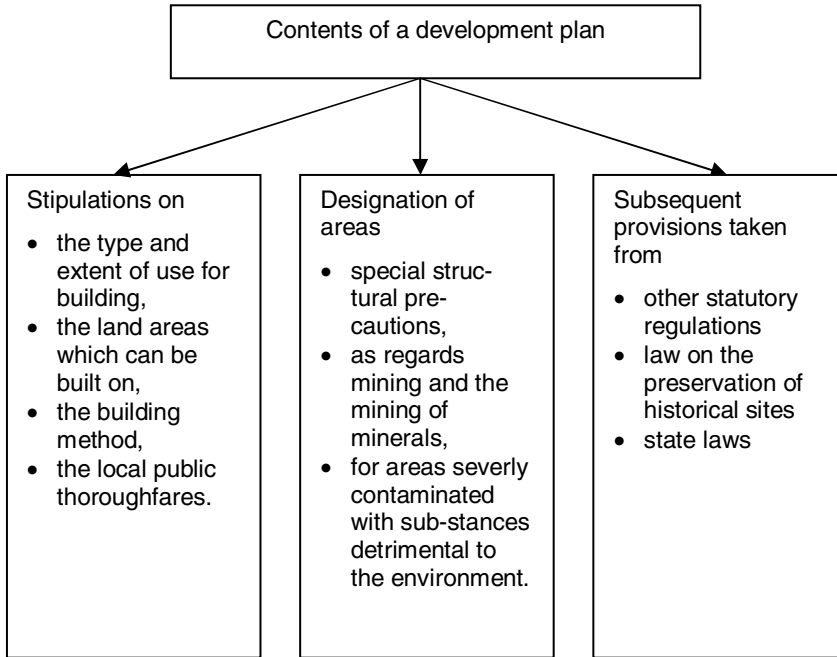 Contents of a development plan
Stipulations on
• the type and
extent of use for
building,
• the land areas
which can be
built on,
• the building
method,
• the local public
thoroughfares.
Designation of
areas
• special struc-
tural pre-
cautions,
• as regards
mining and the
mining of
minerals,
• for areas severly
contaminated
with sub-stances
detrimental to
the environment.
Subsequent
provisions taken
from
• other statutory
regulations
• law on the
preservation of
historical sites
• state laws